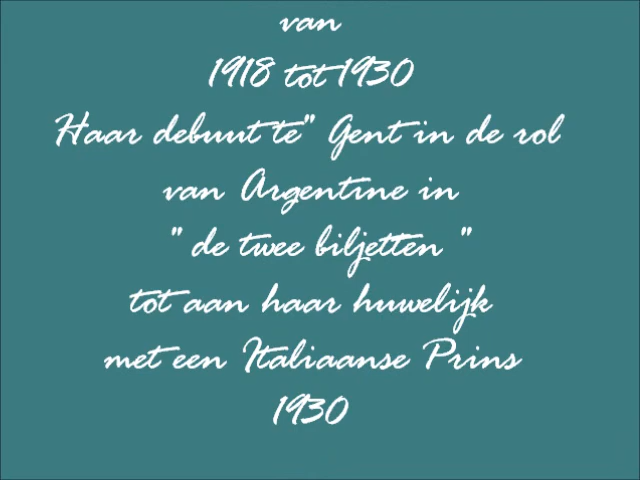 van
1918 tot 1930
Haar debuut te" Gent in de rol
van Argentine in
" de twee biljetten "
tot aan haar huwelijk
met een Italiaanse Prins
1930